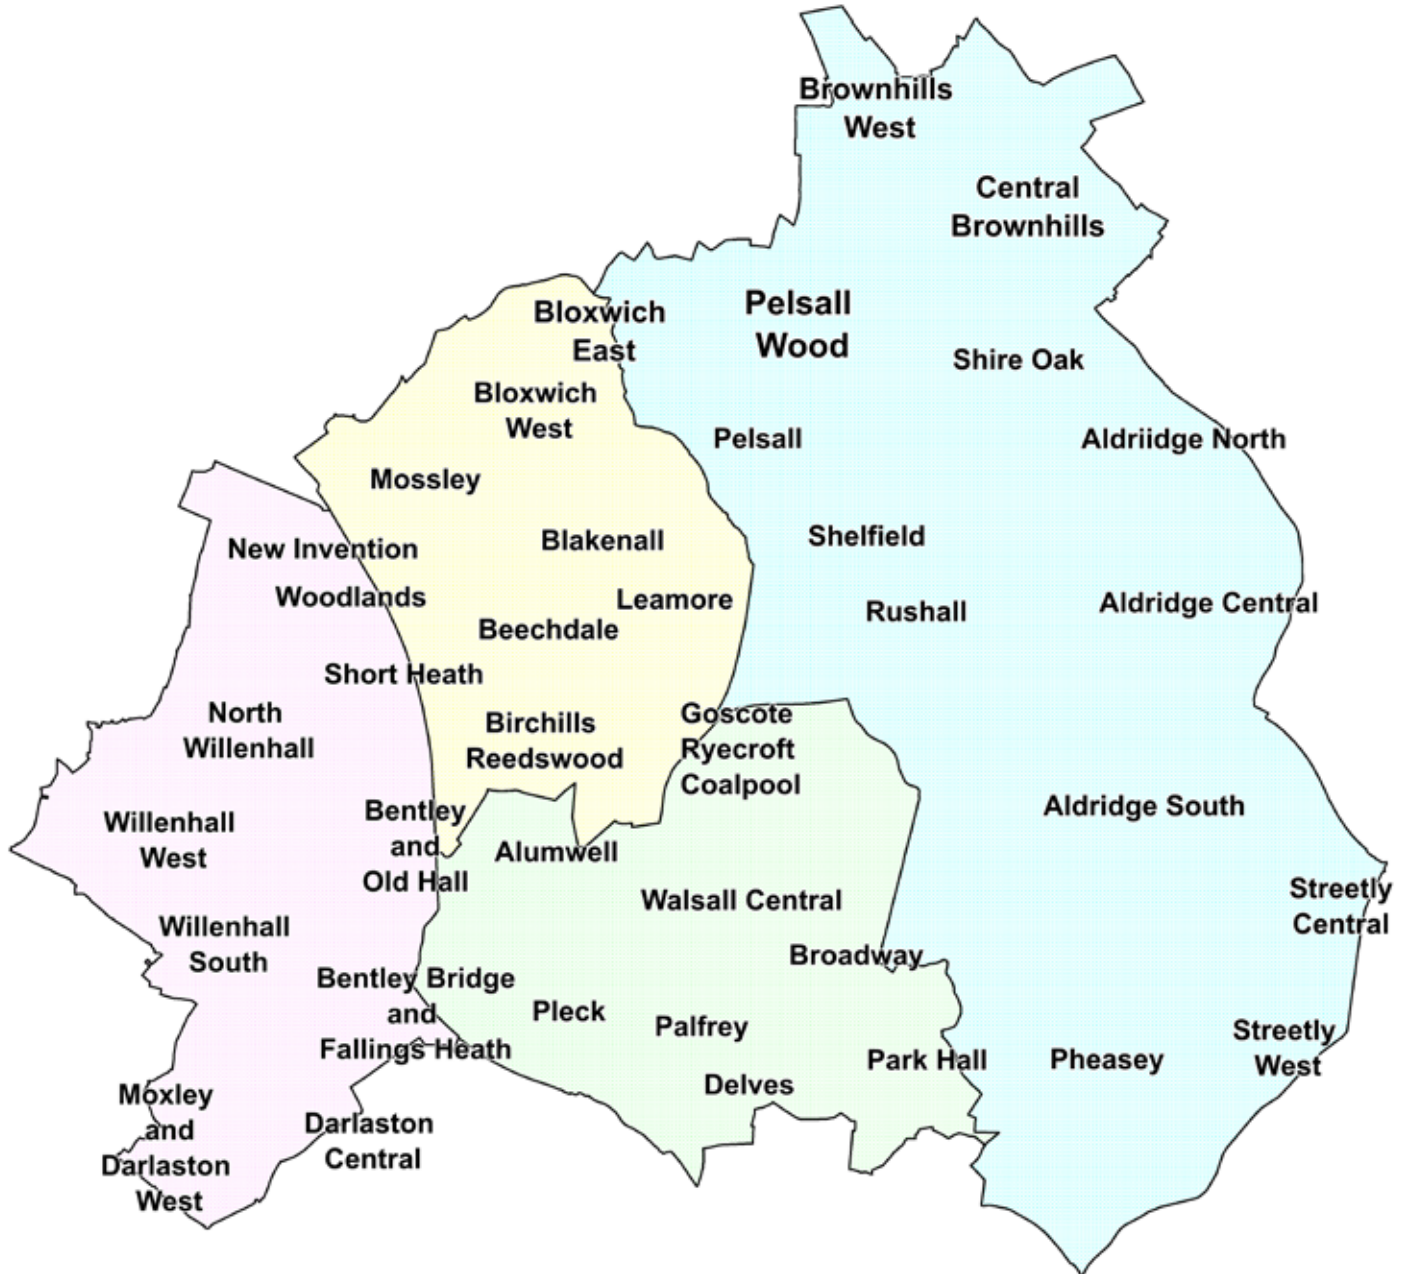 Brownhills
West
Central
Brownhills
Bloxwich
East
Pelsall
Wood
Shire Oak
Bloxwich
West
Pelsall
Aldriidge North
Mossley
New Invention
Blakenall
Shelfield
Woodlands
Leamore
Rushall
Aldridge Central
Beechdale
Short Heath
North
Willenhall
Birchills
Reedswood
Goscote
Ryecroft
Coalpool
Willenhall
West
Bentley
and
Old Hall
Alumwell
Aldridge South
Walsall Central
Streetly
Central
Willenhall
South
Broadway
Bentley Bridge
and
Fallings Heath
Pleck
Palfrey
Park Hall
Pheasey
Streetly
West
Delves
Moxley
and
Darlaston
West
Darlaston
Central